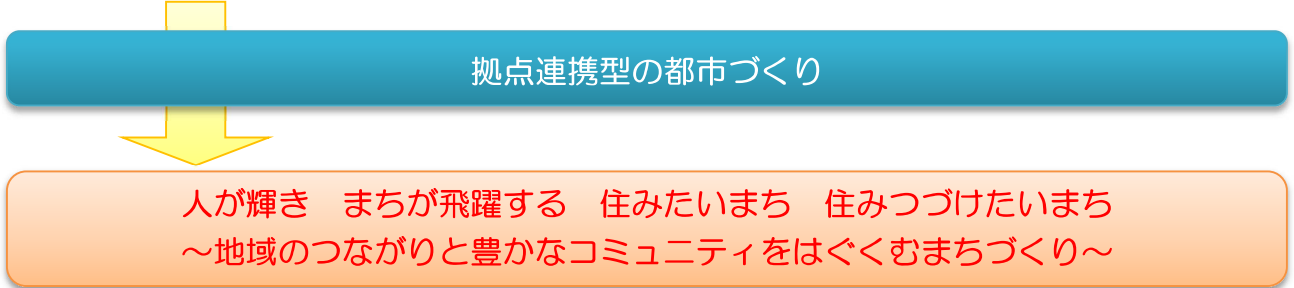 拠点連携型の都市づくり
人が輝き　まちが飛躍する　住みたいまち　住みつづけたいまち
～地域のつながりと豊かなコミュニティをはぐくむまちづくり～